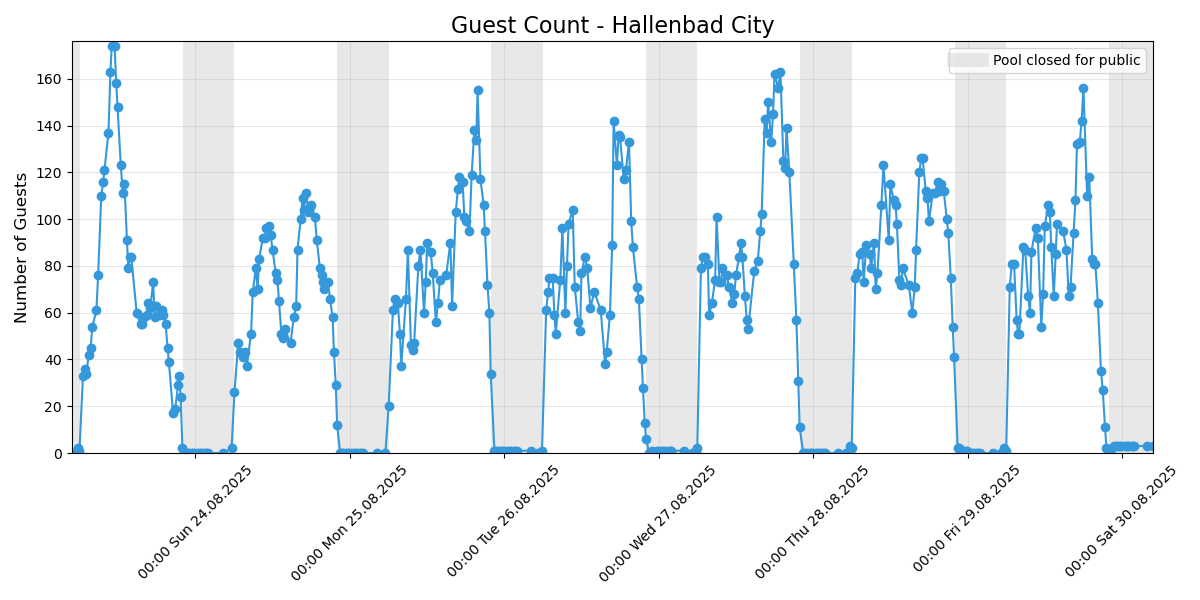 Guest Count - Hallenbad City
Pool closed for public
Number of Guests
160
140
120
100
80
60
40
20
0
00:00 Sun 24.08.2025
00:00 Mon 25.08.2025
00:00 Tue 26.08.2025
00:00 Wed 27.08.2025
00:00 Thu 28.08.2025
00:00 Fri 29.08.2025
00:00 Sat 30.08.2025